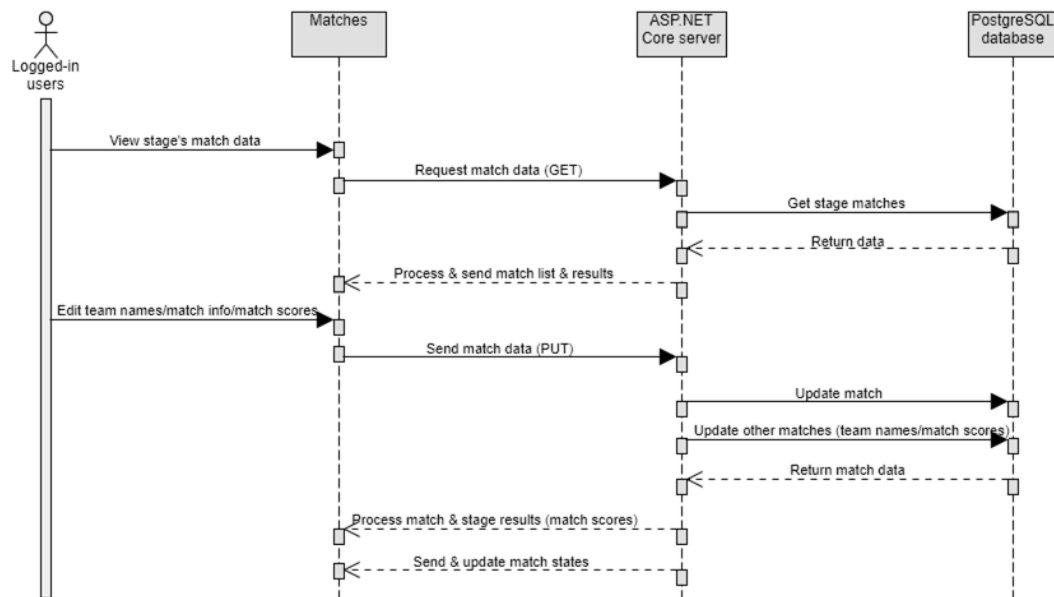 Logged-in
users
Matches
ASP.NET
Core server
PostgreSQL
database
View stage's match data
Request match data (GET)
Get stage matches
Return data
Process & send match list & results
Edit team names/match info/match scores
Send match data (PUT)
Update match
Update other matches (team names/match scores)
Return match data
Process match & stage results (match scores)
Send & update match states